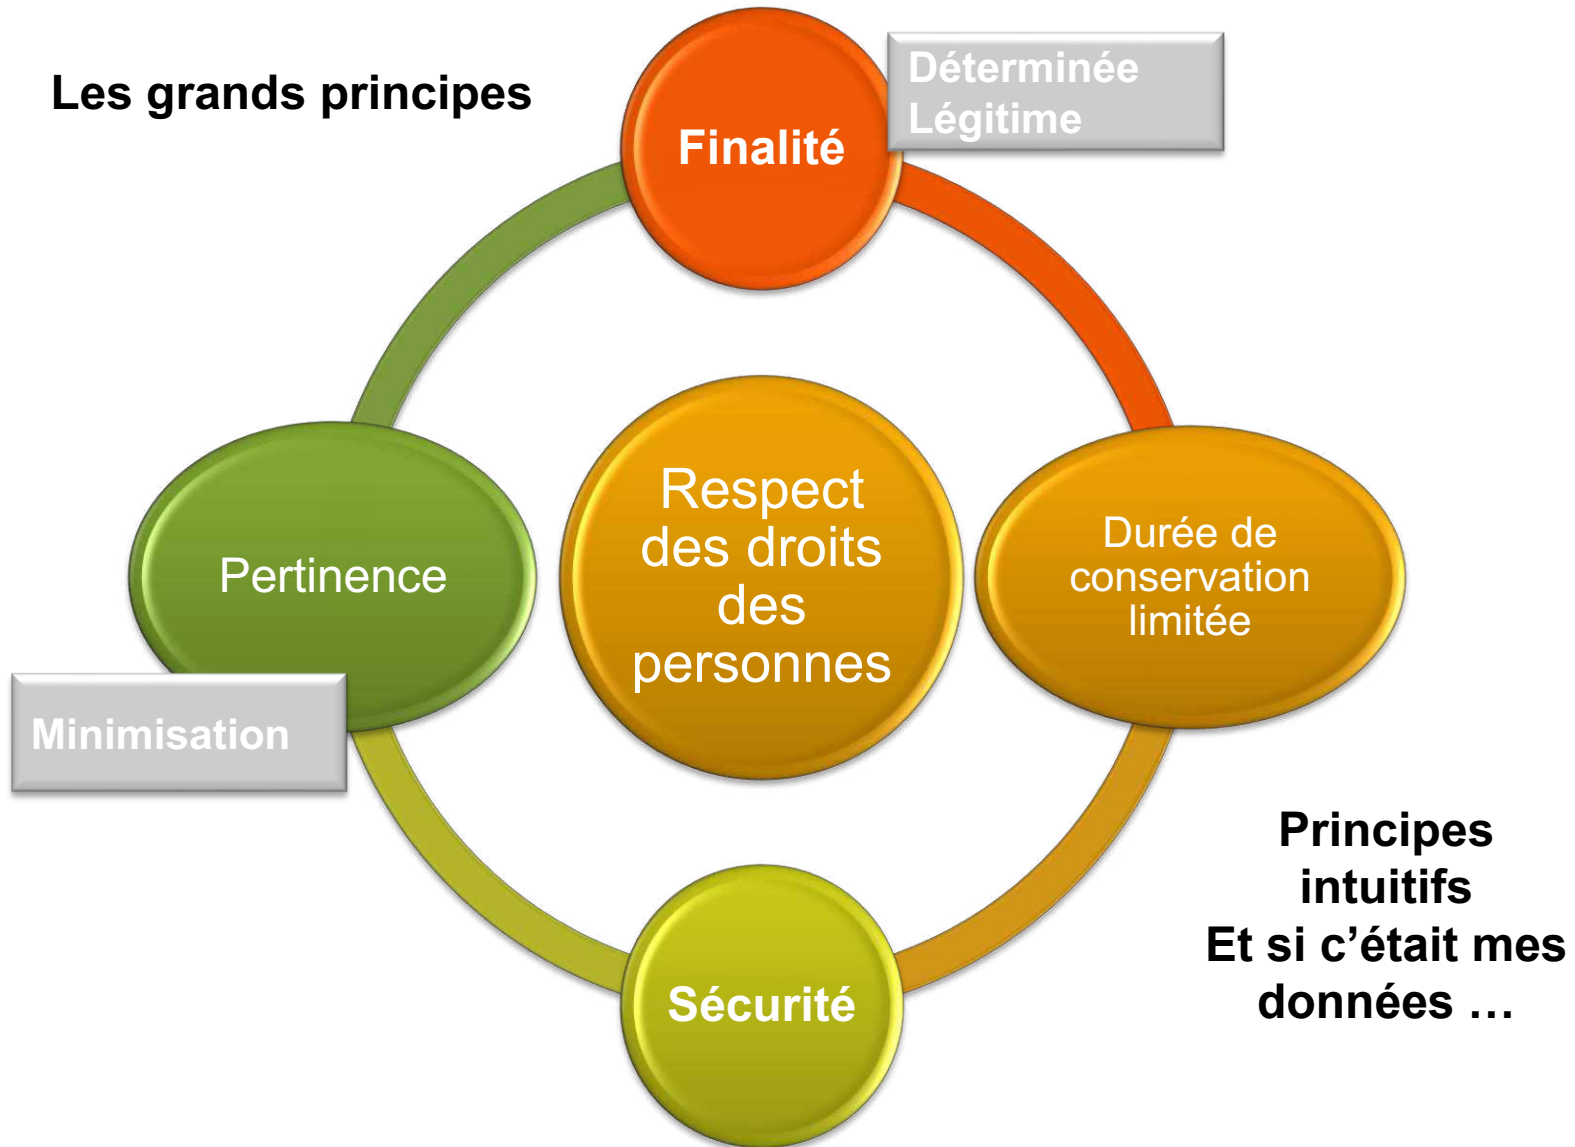 Les grands principes
Finalité
Déterminée
Légitime
Pertinence
Minimisation
Respect
des droits
des
personnes
Durée de
conservation
limitée
Sécurité
Principes
intuitifs
Et si c’était mes
données …